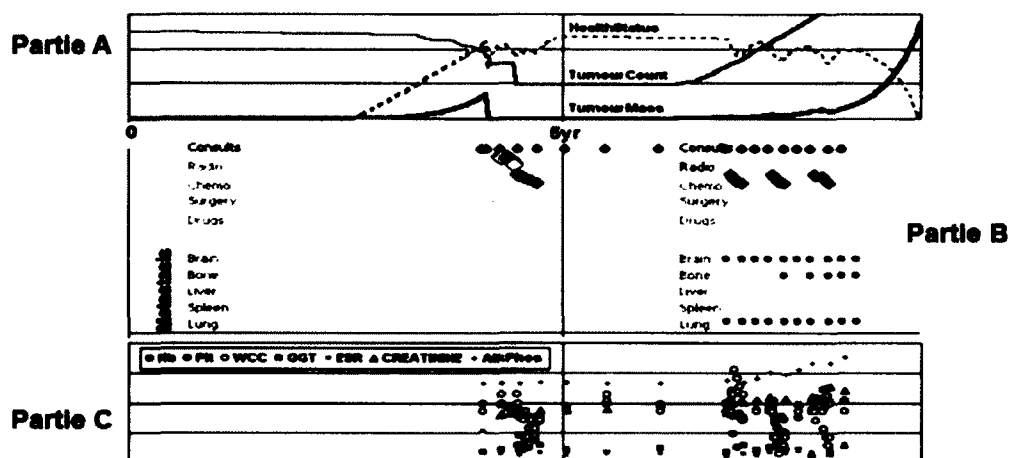 Partie A
HealthStatus
Tumour Count
Tumour Mass
0
5yr
Consults
Radio
Chemo
Surgery
Drugs
Consults
Radio
Chemo
Surgery
Drugs
Partie B
Metastasis
Brain
Bone
Liver
Spleen
Lung
Brain
Bone
Liver
Spleen
Lung
Hb Plt WCC GGT ESR CREATININE AlkPhos
Partie C